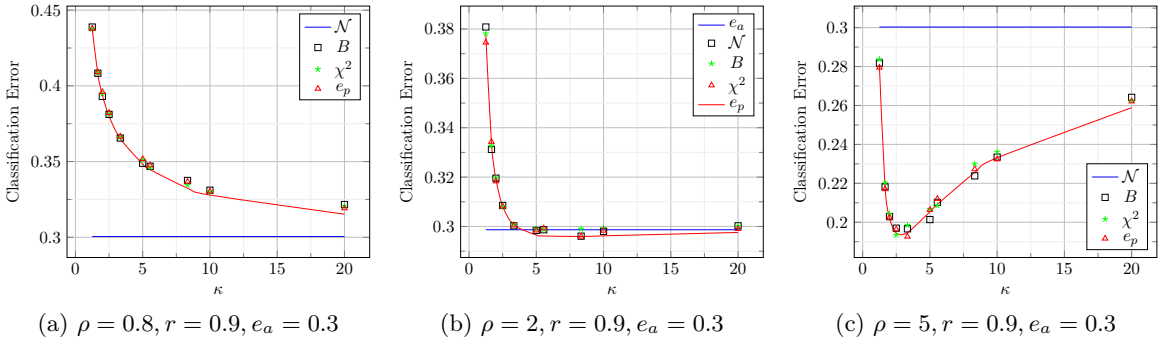 0.45
0.4
0.35
0.3
Classification Error
0 5 10 15 20
κ
𝒩
B
χ²
e_p
(a) ρ = 0.8, r = 0.9, e_a = 0.3
0.38
0.36
0.34
0.32
0.3
Classification Error
0 5 10 15 20
κ
e_a
𝒩
B
χ²
e_p
(b) ρ = 2, r = 0.9, e_a = 0.3
0.3
0.28
0.26
0.24
0.22
0.2
Classification Error
0 5 10 15 20
κ
𝒩
B
χ²
e_p
(c) ρ = 5, r = 0.9, e_a = 0.3